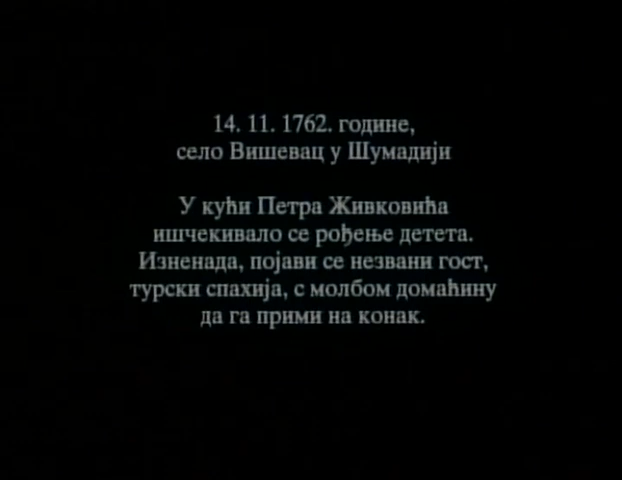 14. 11. 1762. године,
село Вишевац у Шумадији
У кући Петра Живковића
ишчекивало се рођење детета.
Изненада, појави се незвани гост,
турски спахија, с молбом домаћину
да га прими на конак.